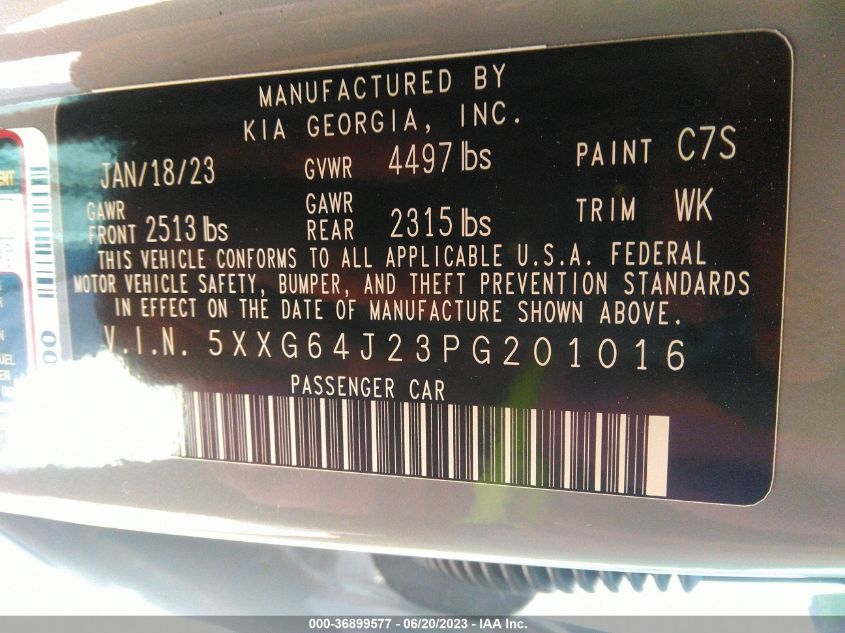 MANUFACTURED BY
KIA GEORGIA, INC.
JAN/18/23 GVWR 4497 lbs PAINT C7S
GAWR FRONT 2513 lbs GAWR REAR 2315 lbs TRIM WK
THIS VEHICLE CONFORMS TO ALL APPLICABLE U.S.A. FEDERAL
MOTOR VEHICLE SAFETY, BUMPER, AND THEFT PREVENTION STANDARDS
IN EFFECT ON THE DATE OF MANUFACTURE SHOWN ABOVE.
V.I.N. 5XXG64J23PG201016
PASSENGER CAR
000-36899577 — 06/20/2023 — IAA Inc.